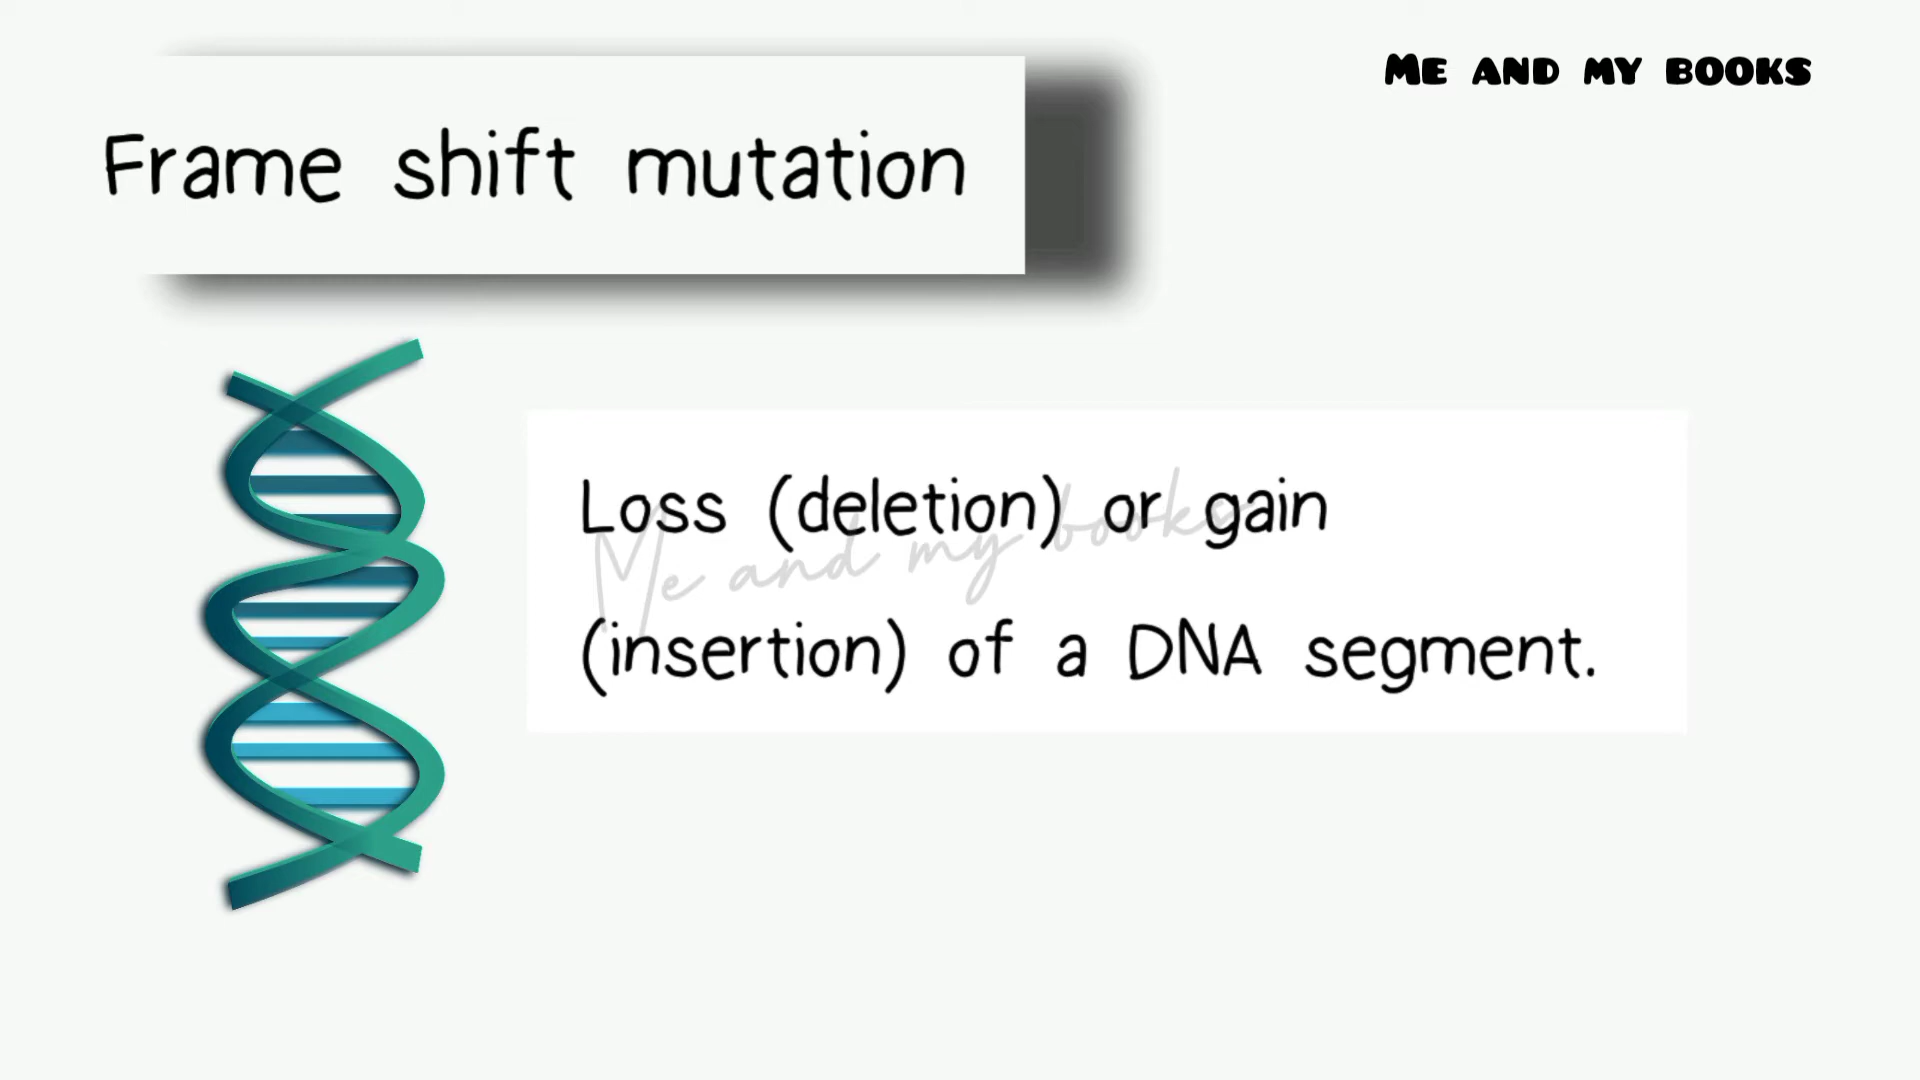 Me and my books
Frame shift mutation
Loss (deletion) or gain
Me and my books
(insertion) of a DNA segment.